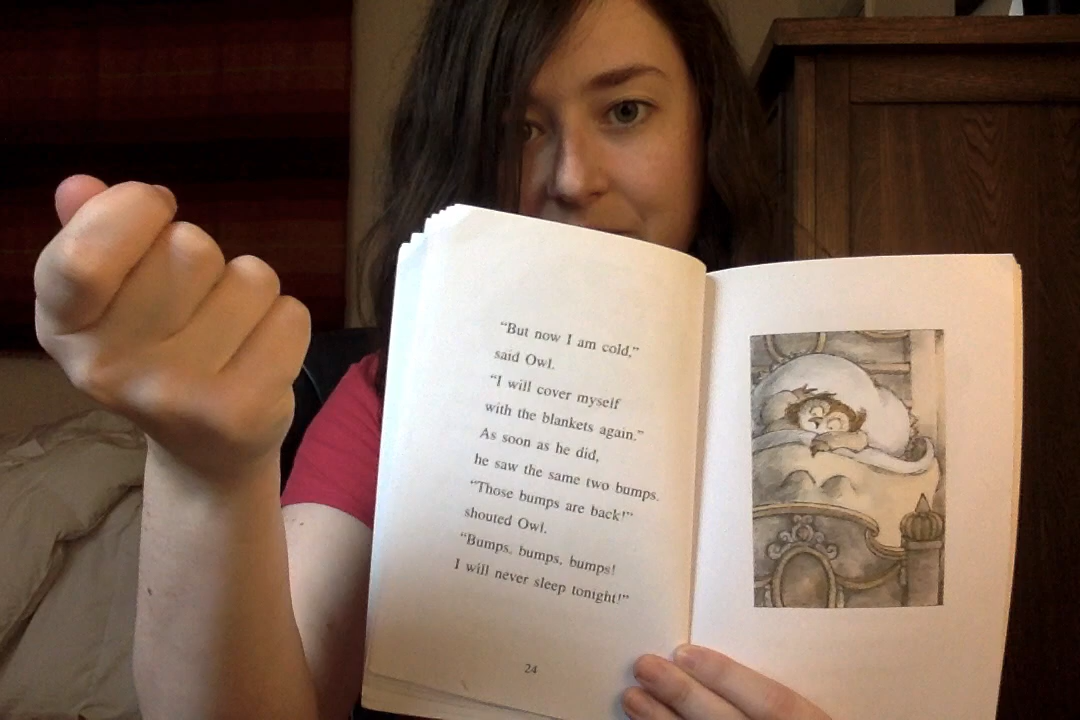 “But now I am cold,”
said Owl.
“I will cover myself
with the blankets again.”
As soon as he did,
he saw the same two bumps.
“Those bumps are back!”
shouted Owl.
“Bumps, bumps, bumps!
I will never sleep tonight!”
24